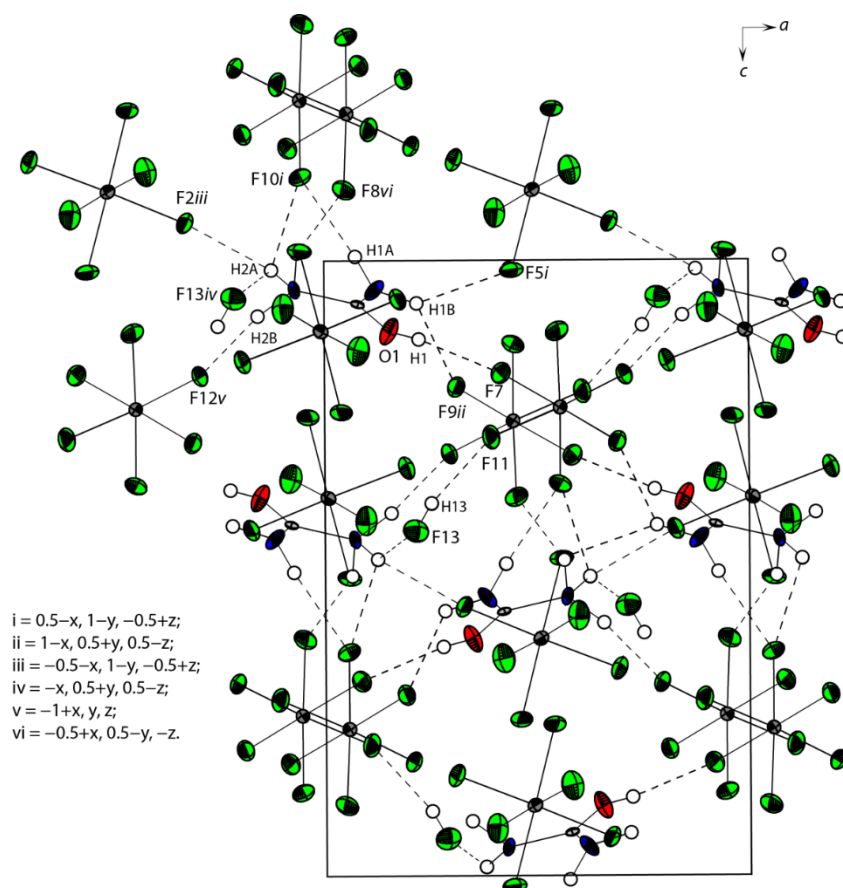 a
c
F10i
F8vi
F2iii
H2A
H1A
F13iv
H1B
F5i
H2B
O1
H1
F7
F12v
F9ii
F11
H13
F13
i = 0.5−x, 1−y, -0.5+z;
ii = 1−x, 0.5+y, 0.5−z;
iii = −0.5−x, 1−y, −0.5+z;
iv = −x, 0.5+y, 0.5−z;
v = −1+x, y, z;
vi = −0.5+x, 0.5−y, −z.